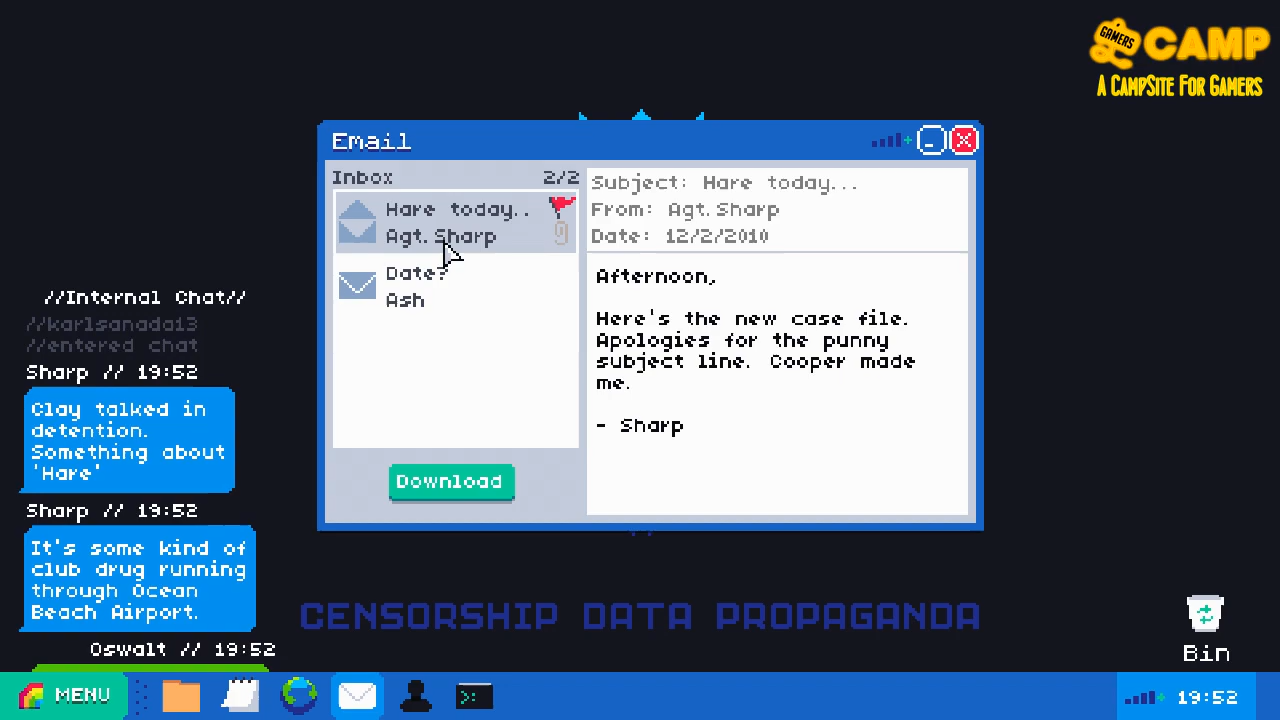 GAMERS
CAMP
A CAMPSITE FOR GAMERS
Email
Inbox 2/2
Hare today..
Agt.Sharp
Date?
Ash
Download
Subject: Hare today...
From: Agt.Sharp
Date: 12/2/2010
Afternoon,
Here's the new case file.
Apologies for the punny
subject line. Cooper made
me.
- Sharp
//Internal Chat//
//karlsanada13
//entered chat
Sharp // 19:52
Clay talked in
detention.
Something about
'Hare'
Sharp // 19:52
It's some kind of
club drug running
through Ocean
Beach Airport.
Oswalt // 19:52
CENSORSHIP DATA PROPAGANDA
Bin
MENU
19:52